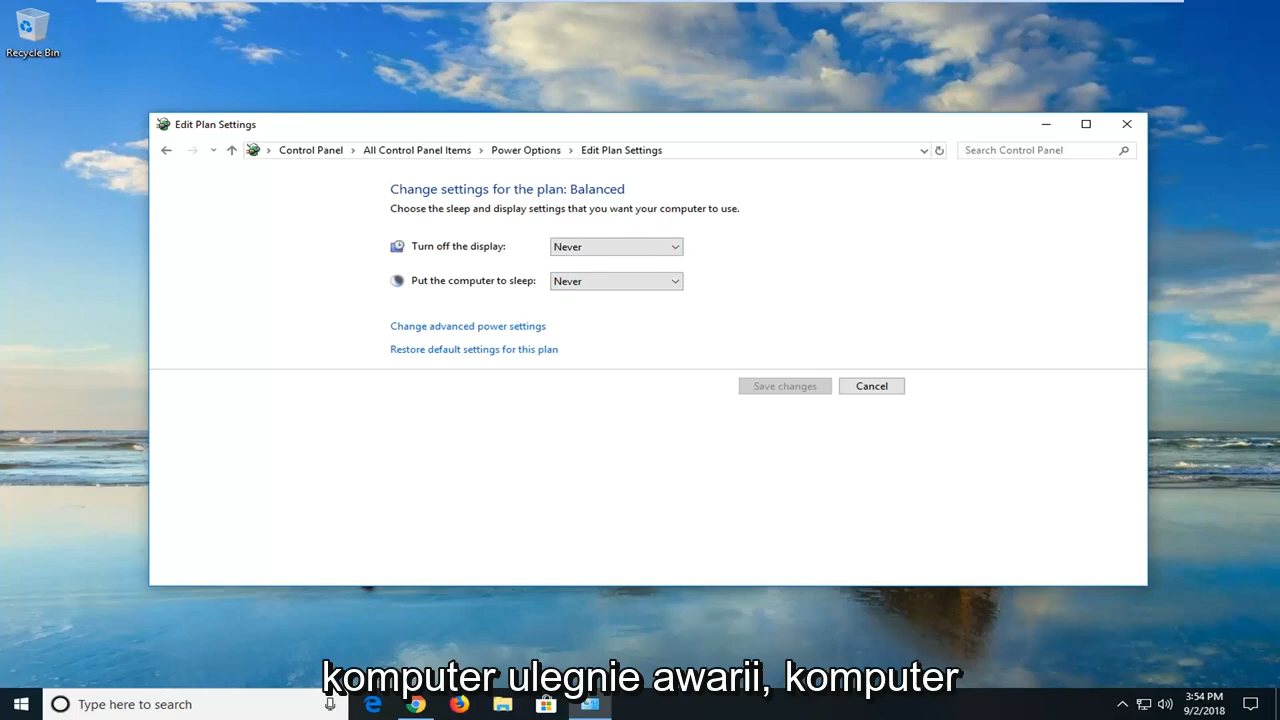 Recycle Bin
Edit Plan Settings
Control Panel > All Control Panel Items > Power Options > Edit Plan Settings
Search Control Panel
Change settings for the plan: Balanced
Choose the sleep and display settings that you want your computer to use.
Turn off the display: Never
Put the computer to sleep: Never
Change advanced power settings
Restore default settings for this plan
Save changes Cancel
komputer ulegnie awarii, komputer
Type here to search
3:54 PM
9/2/2018